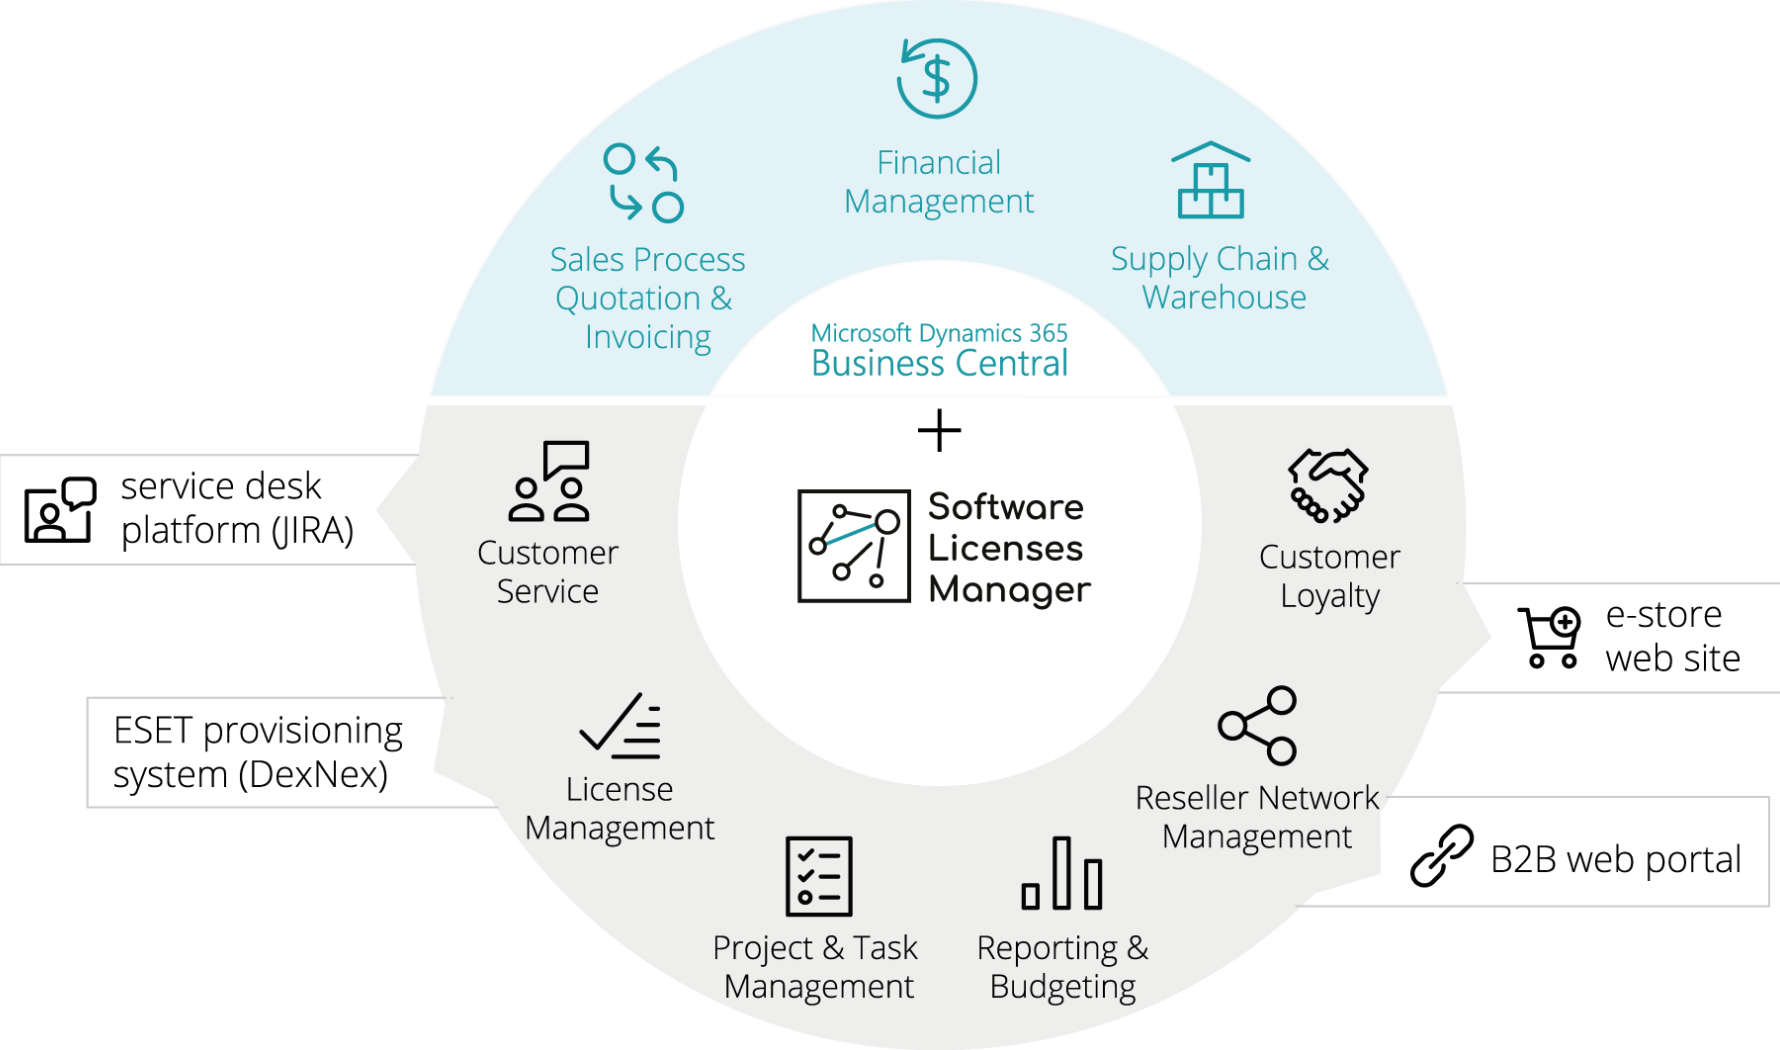 Financial
Management
Sales Process
Quotation &
Invoicing
Supply Chain &
Warehouse
Microsoft Dynamics 365
Business Central
+
Software
Licenses
Manager
service desk
platform (JIRA)
Customer
Service
Customer
Loyalty
e-store
web site
ESET provisioning
system (DexNex)
License
Management
Reseller Network
Management
B2B web portal
Project & Task
Management
Reporting &
Budgeting